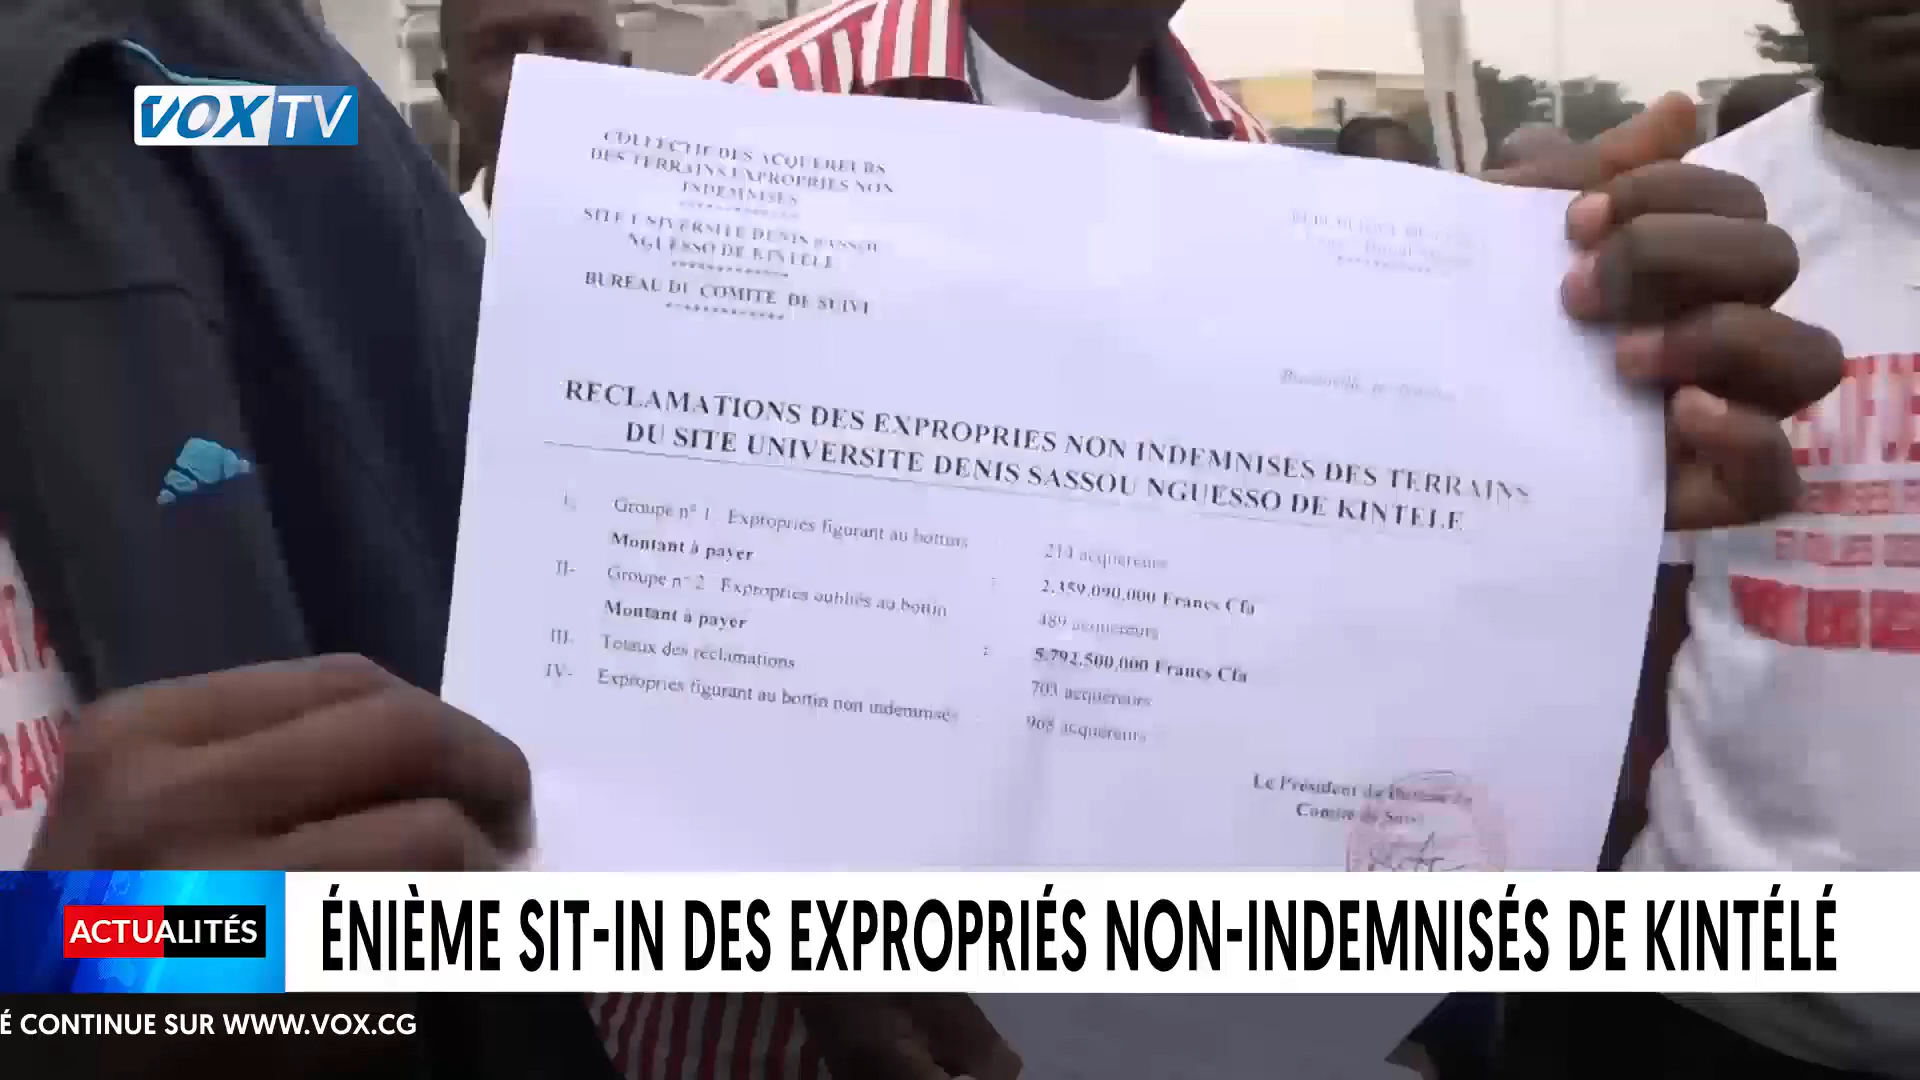 VOX TV
COLLECTIF DES ACQUEREURS
DES TERRAINS EXPROPRIES NON
INDEMNISES
SITE UNIVERSITE DENIS SASSOU
NGUESSO DE KINTELE
BUREAU DU COMITE DE SUIVI
RECLAMATIONS DES EXPROPRIES NON INDEMNISES DES TERRAINS
DU SITE UNIVERSITE DENIS SASSOU NGUESSO DE KINTELE
I- Groupe n° 1 Expropriés figurant au bottin 214 acquereurs
Montant à payer : 2.359.090.000 Francs Cfa
II- Groupe n° 2 Expropriés oubliés au bottin 489 acquereurs
Montant à payer : 5.792.500.000 Francs Cfa
III- Totaux des réclamations 703 acquereurs
IV- Expropriés figurant au bottin non indemnisés acquereurs
Le Président du Bureau du
Comité de Suivi
ACTUALITÉS
ÉNIÈME SIT-IN DES EXPROPRIÉS NON-INDEMNISÉS DE KINTÉLÉ
É CONTINUE SUR WWW.VOX.CG